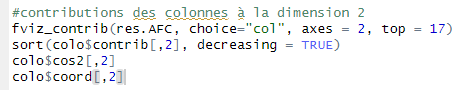 #contributions des colonnes à la dimension 2
fviz_contrib(res.AFC, choice="col", axes = 2, top = 17)
sort(colo$contrib[,2], decreasing = TRUE)
colo$cos2[,2]
colo$coord[,2]